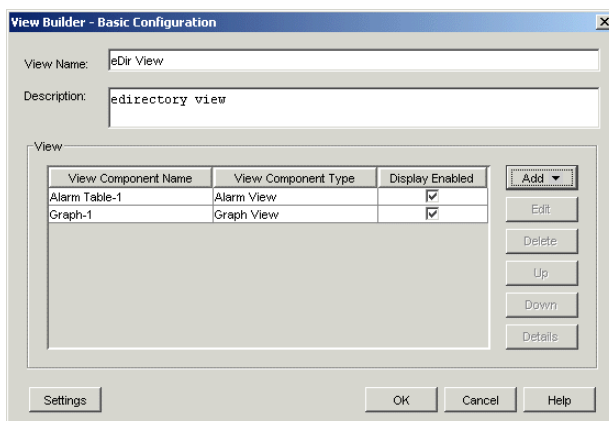 View Builder - Basic Configuration
View Name:
eDir View
Description:
edirectory view
View
View Component Name View Component Type Display Enabled
Alarm Table-1 Alarm View
Graph-1 Graph View
Add
Edit
Delete
Up
Down
Details
Settings OK Cancel Help